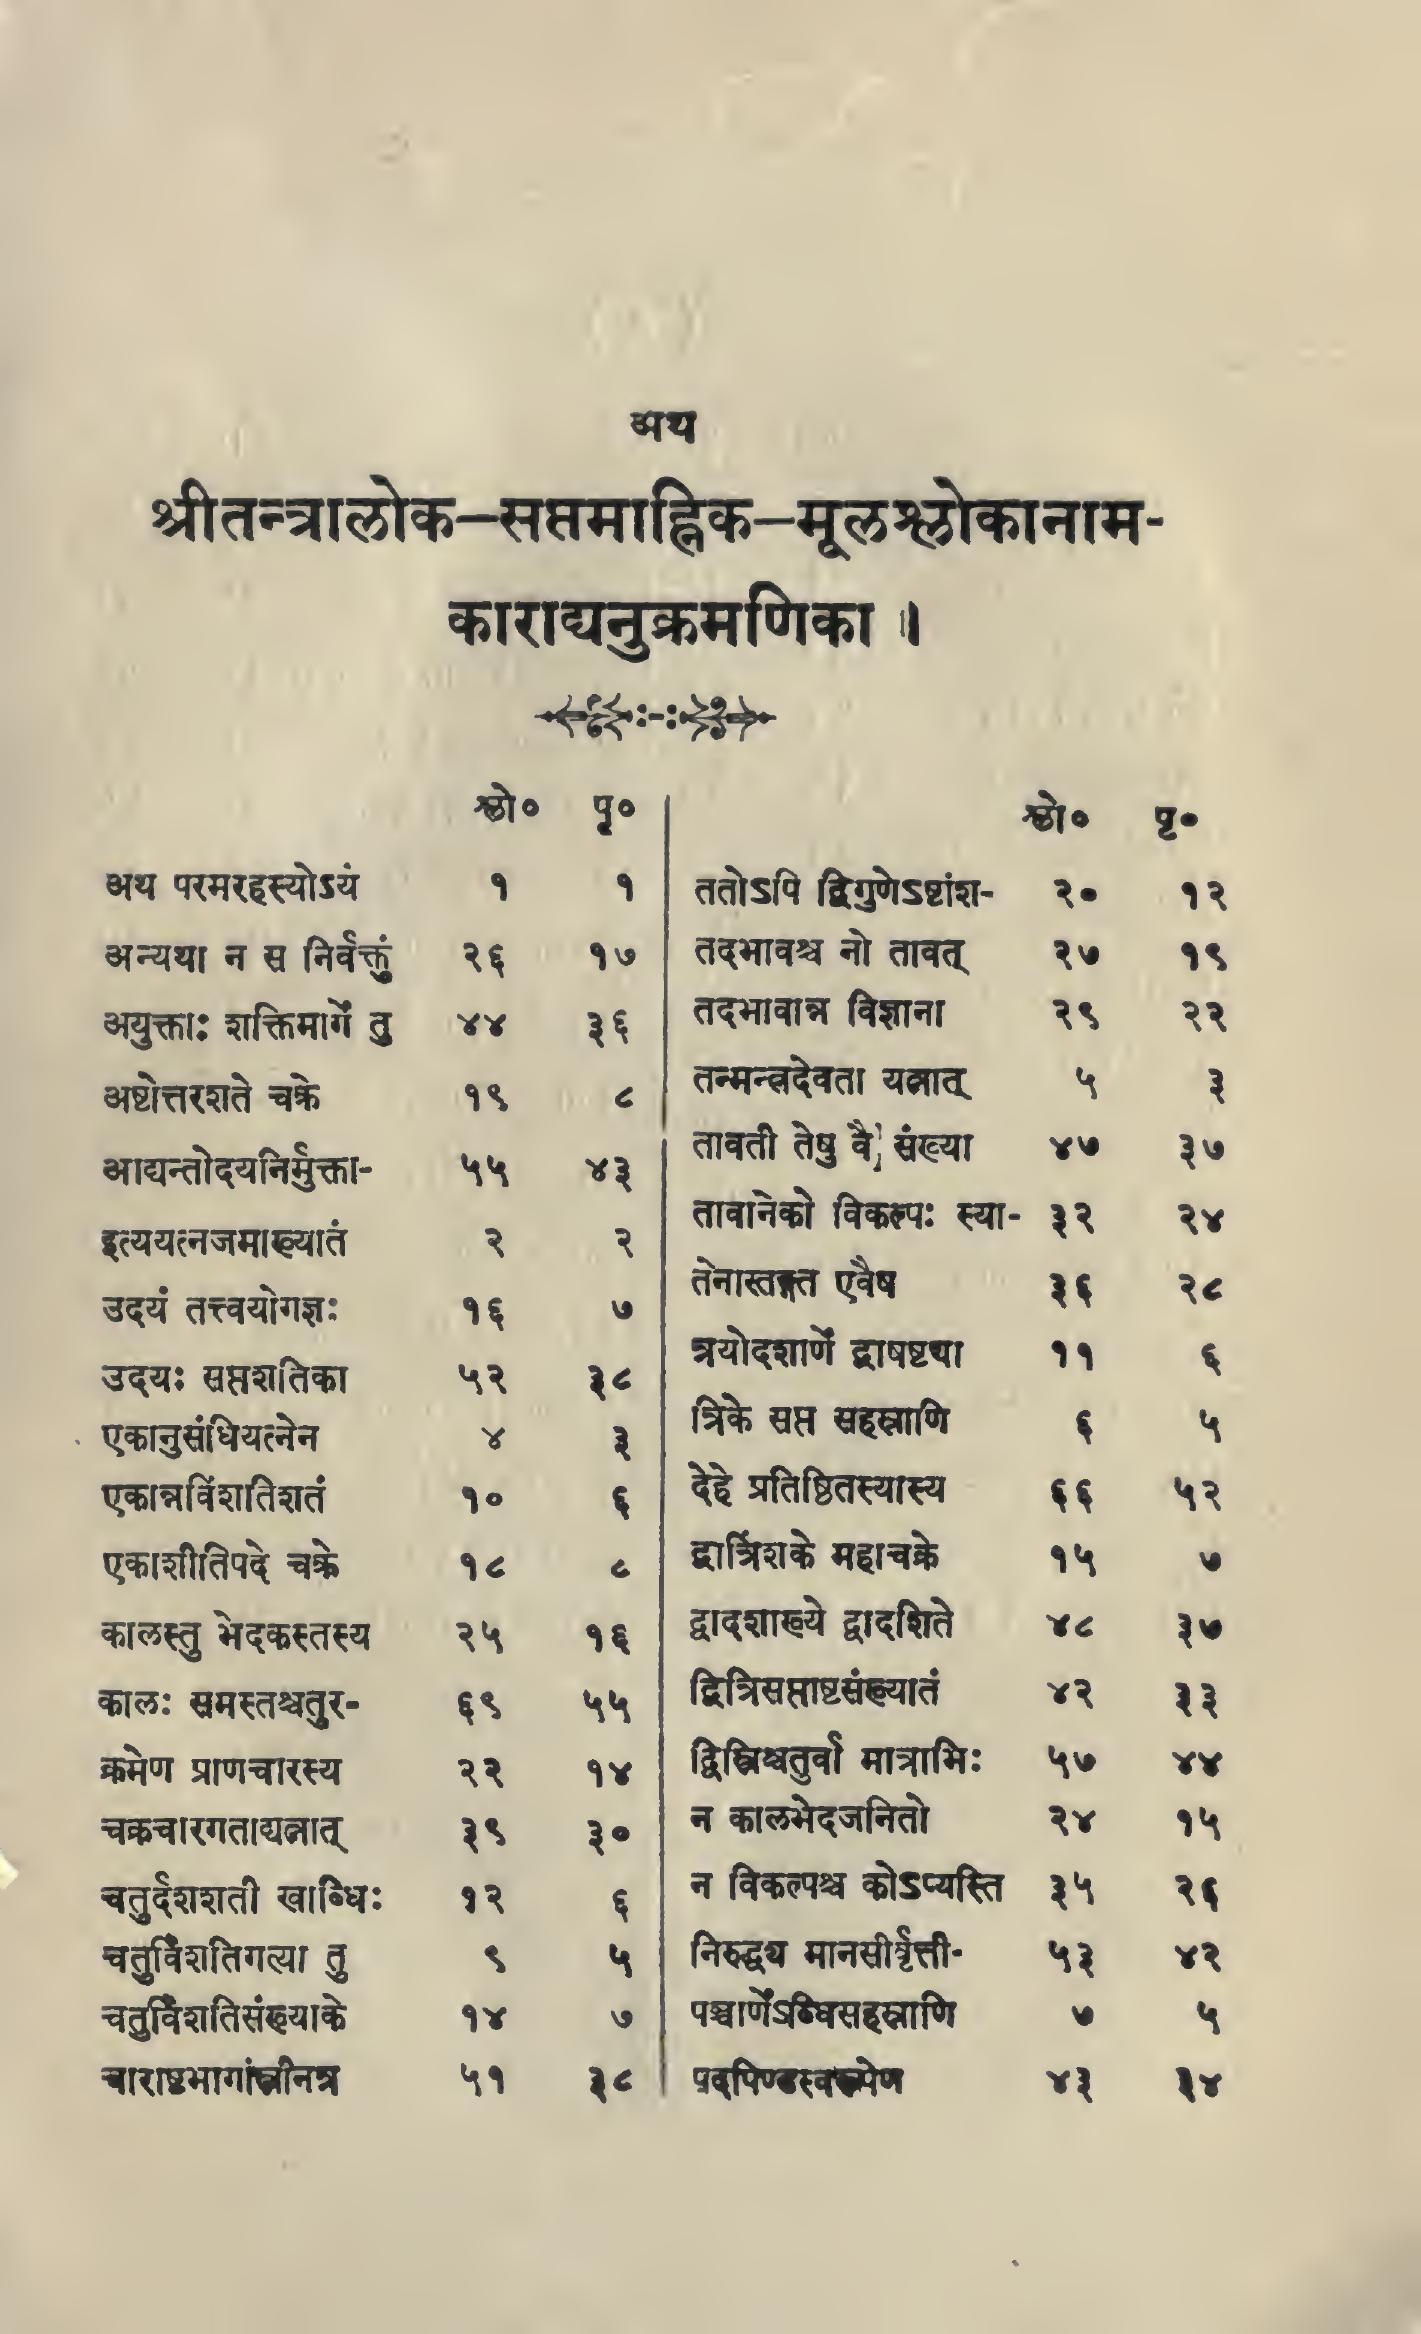 अथ
श्रीतन्त्रालोक—सप्तमाह्निक—मूलश्लोकानाम-
काराद्यनुक्रमणिका ॥
श्लो० पृ०
अथ परमरहस्योऽयं १ १
अन्यथा न स निर्वक्तुं २६ १७
अयुक्ताः शक्तिमार्गे तु ४४ ३६
अष्टोत्तरशते चक्रे १९ ८
आद्यन्तोदयनिर्मुक्ता- ५५ ४३
इत्ययत्नजमाख्यातं २ २
उदयं तत्त्वयोगज्ञः १६ ७
उदयः सप्तशतिका ५२ ३८
एकानुसंधियत्नेन ४ ३
एकान्नविंशतिशतं १० ६
एकाशीतिपदे चक्रे १८ ८
कालस्तु भेदकस्तस्य २५ १६
कालः समस्तश्चतुर- ६९ ५५
क्रमेण प्राणचारस्य २२ १४
चक्रचारगताद्यत्नात् ३९ ३०
चतुर्दशशती खाब्धिः १२ ६
चतुर्विंशतिगत्या तु ९ ५
चतुर्विंशतिसंख्याके १४ ७
चाराष्टभागांस्त्रीनत्र ५१ ३८
श्लो० पृ०
ततोऽपि द्विगुणेऽष्टांश- २० १२
तदभावश्च नो तावत् २७ १९
तदभावान्न विज्ञाना २९ २२
तन्मन्त्रदेवता यत्नात् ५ ३
तावती तेषु वै संख्या ४७ ३७
तावानेको विकल्पः स्या- ३२ २४
तेनास्तङ्गत एवैष ३६ २८
त्रयोदशार्णे द्वाषष्ट्या ११ ६
त्रिके सप्त सहस्राणि ६ ५
देहे प्रतिष्ठितस्यास्य ६६ ५२
द्वात्रिंशके महाचक्रे १५ ७
द्वादशाख्ये द्वादशिते ४८ ३७
द्वित्रिसप्ताष्टसंख्यातं ४२ ३३
द्विस्त्रिश्चतुर्वा मात्राभिः ५७ ४४
न कालभेदजनितो २४ १५
न विकल्पश्च कोऽप्यस्ति ३५ २६
निरुद्ध्य मानसीर्वृत्ती- ५३ ४२
पञ्चार्णेऽब्धिसहस्राणि ७ ५
पदपिण्डस्वरूपेण ४३ ३४